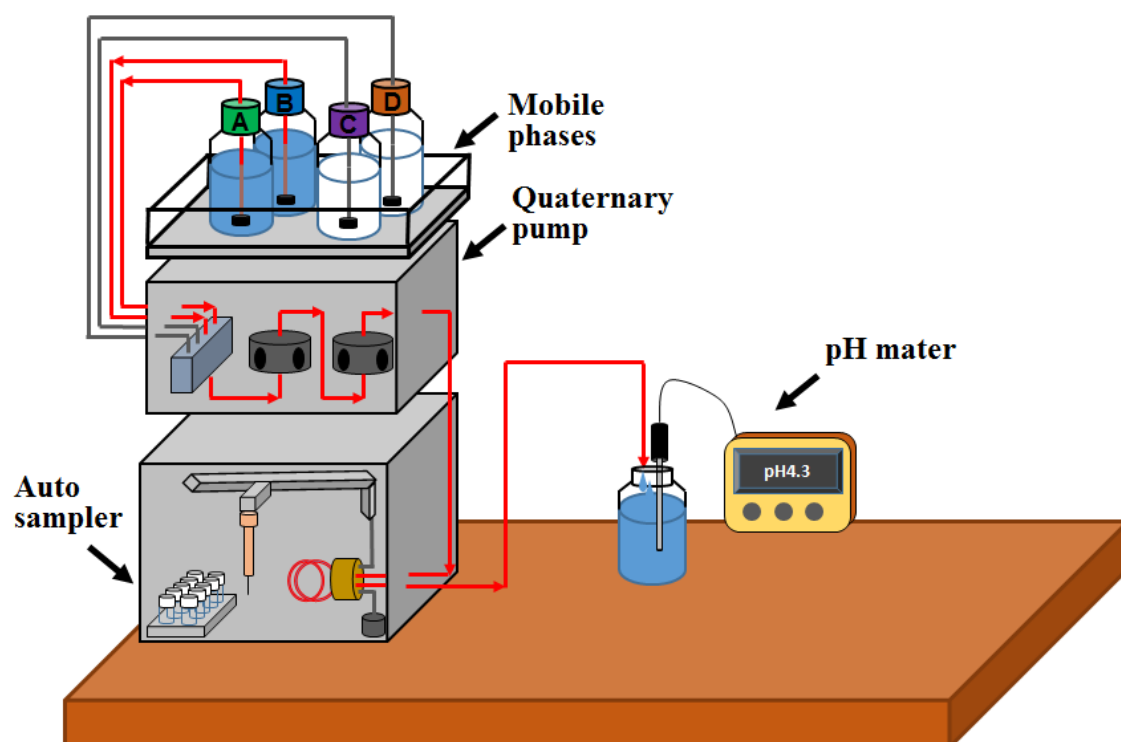 A
B
C
D
Mobile
phases
Quaternary
pump
pH mater
pH4.3
Auto
sampler